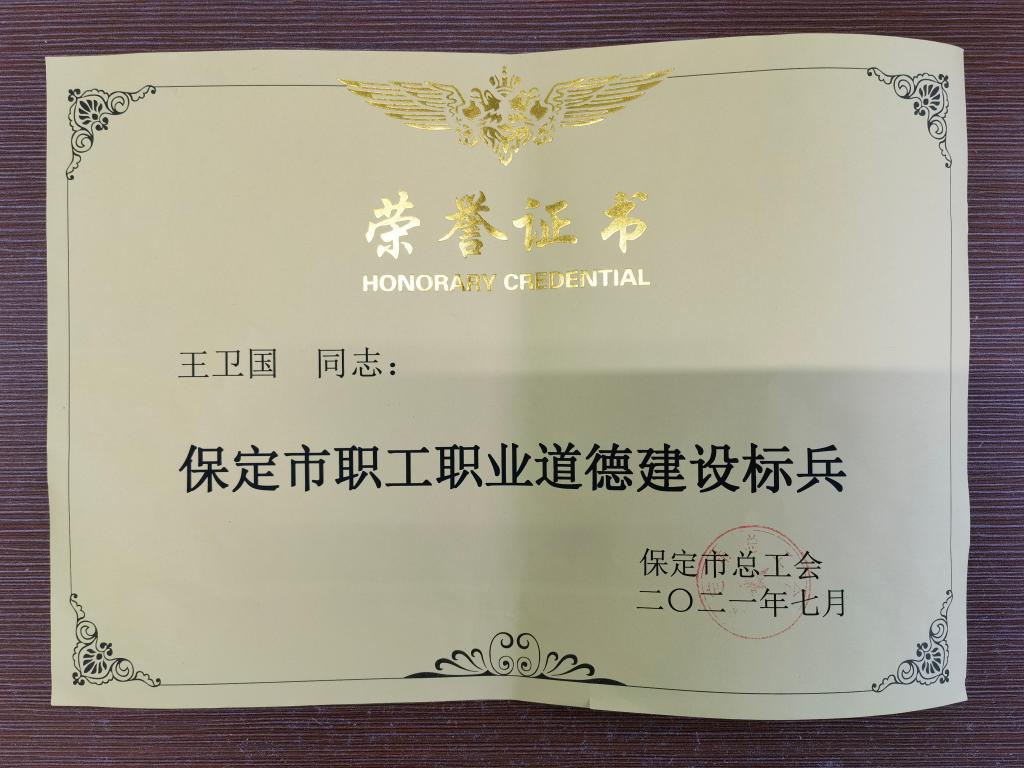 荣誉证书
HONORARY CREDENTIAL
王卫国 同志：
保定市职工职业道德建设标兵
保定市总工会
二〇二一年七月